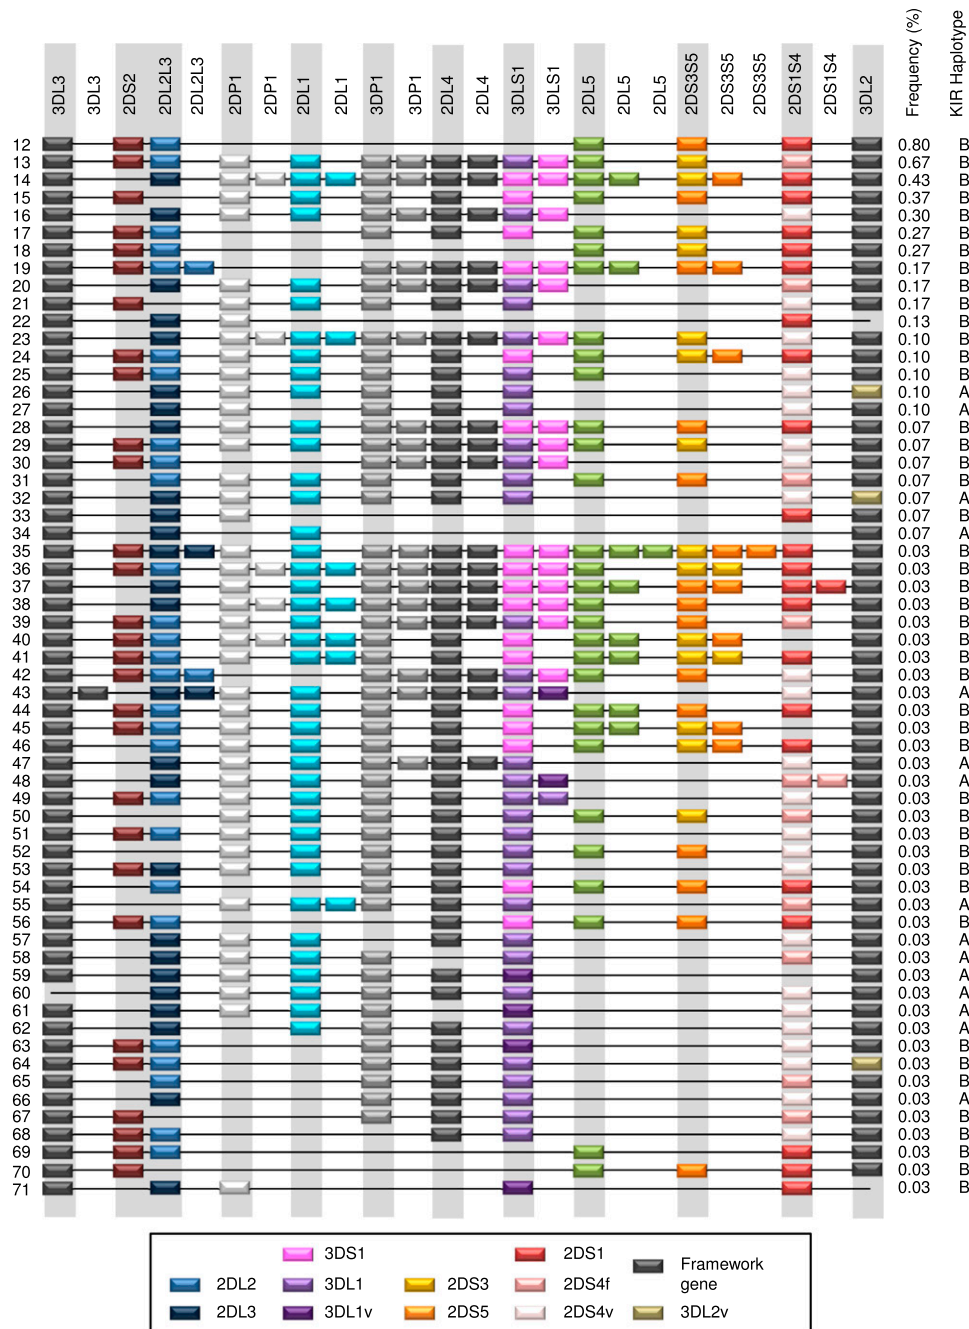 3DL3 3DL3 2DS2 2DL2L3 2DL2L3 2DP1 2DP1 2DL1 2DL1 3DP1 3DP1 2DL4 2DL4 3DLS1 3DLS1 2DL5 2DL5 2DL5 2DS3S5 2DS3S5 2DS3S5 2DS1S4 2DS1S4 3DL2 Frequency (%) KIR Haplotype
12 0.80 B
13 0.67 B
14 0.43 B
15 0.37 B
16 0.30 B
17 0.27 B
18 0.27 B
19 0.17 B
20 0.17 B
21 0.17 B
22 0.13 B
23 0.10 B
24 0.10 B
25 0.10 B
26 0.10 A
27 0.10 A
28 0.07 B
29 0.07 B
30 0.07 B
31 0.07 B
32 0.07 A
33 0.07 B
34 0.07 A
35 0.03 B
36 0.03 B
37 0.03 B
38 0.03 B
39 0.03 B
40 0.03 B
41 0.03 B
42 0.03 B
43 0.03 A
44 0.03 B
45 0.03 B
46 0.03 B
47 0.03 A
48 0.03 A
49 0.03 B
50 0.03 B
51 0.03 B
52 0.03 B
53 0.03 B
54 0.03 B
55 0.03 A
56 0.03 B
57 0.03 A
58 0.03 A
59 0.03 A
60 0.03 A
61 0.03 A
62 0.03 A
63 0.03 B
64 0.03 B
65 0.03 B
66 0.03 A
67 0.03 B
68 0.03 B
69 0.03 B
70 0.03 B
71 0.03 B
3DS1 2DS1 Framework
2DL2 3DL1 2DS3 2DS4f gene
2DL3 3DL1v 2DS5 2DS4v 3DL2v